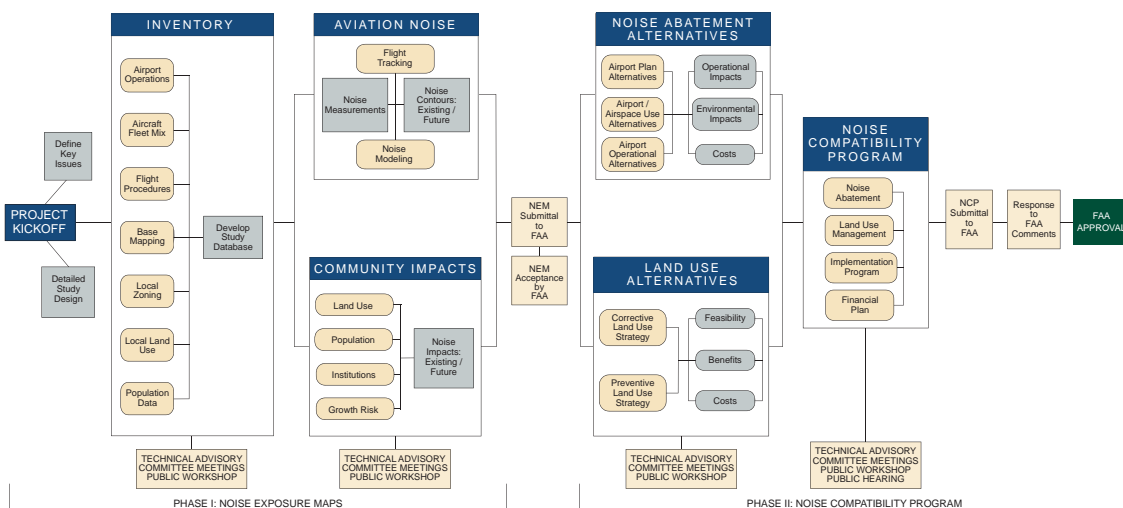 PROJECT
KICKOFF
Define
Key
Issues
Detailed
Study
Design
INVENTORY
Airport
Operations
Aircraft
Fleet Mix
Flight
Procedures
Base
Mapping
Local
Zoning
Local Land
Use
Population
Data
Develop
Study
Database
TECHNICAL ADVISORY
COMMITTEE MEETINGS
PUBLIC WORKSHOP
AVIATION NOISE
Flight
Tracking
Noise
Measurements
Noise
Contours:
Existing /
Future
Noise
Modeling
COMMUNITY IMPACTS
Land Use
Population
Institutions
Growth Risk
Noise
Impacts:
Existing /
Future
TECHNICAL ADVISORY
COMMITTEE MEETINGS
PUBLIC WORKSHOP
NEM
Submittal
to
FAA
NEM
Acceptance
by
FAA
NOISE ABATEMENT
ALTERNATIVES
Airport Plan
Alternatives
Airport /
Airspace Use
Alternatives
Airport
Operational
Alternatives
Operational
Impacts
Environmental
Impacts
Costs
LAND USE
ALTERNATIVES
Corrective
Land Use
Strategy
Preventive
Land Use
Strategy
Feasibility
Benefits
Costs
TECHNICAL ADVISORY
COMMITTEE MEETINGS
PUBLIC WORKSHOP
NOISE
COMPATIBILITY
PROGRAM
Noise
Abatement
Land Use
Management
Implementation
Program
Financial
Plan
TECHNICAL ADVISORY
COMMITTEE MEETINGS
PUBLIC WORKSHOP
PUBLIC HEARING
NCP
Submittal
to
FAA
Response
to
FAA
Comments
FAA
APPROVAL
PHASE I: NOISE EXPOSURE MAPS
PHASE II: NOISE COMPATIBILITY PROGRAM